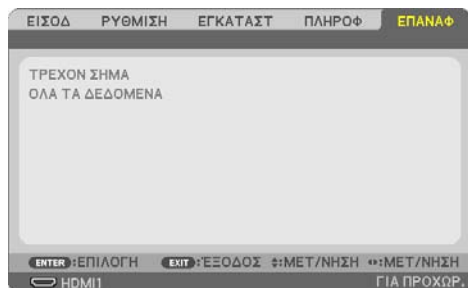 ΕΙΣΟΔ ΡΥΘΜΙΣΗ ΕΓΚΑΤΑΣΤ ΠΛΗΡΟΦ ΕΠΑΝΑΦ
ΤΡΕΧΟΝ ΣΗΜΑ
ΟΛΑ ΤΑ ΔΕΔΟΜΕΝΑ
ENTER:ΕΠΙΛΟΓΗ EXIT:ΈΞΟΔΟΣ ↕:ΜΕΤ/ΝΗΣΗ ↔:ΜΕΤ/ΝΗΣΗ
HDMI1 ΓΙΑ ΠΡΟΧΩΡ.